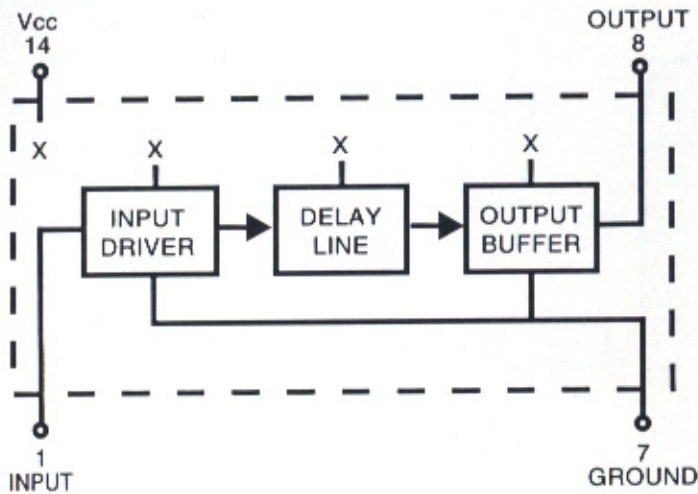 Vcc
14
OUTPUT
8
X
X
X
X
INPUT
DRIVER
DELAY
LINE
OUTPUT
BUFFER
1
INPUT
7
GROUND